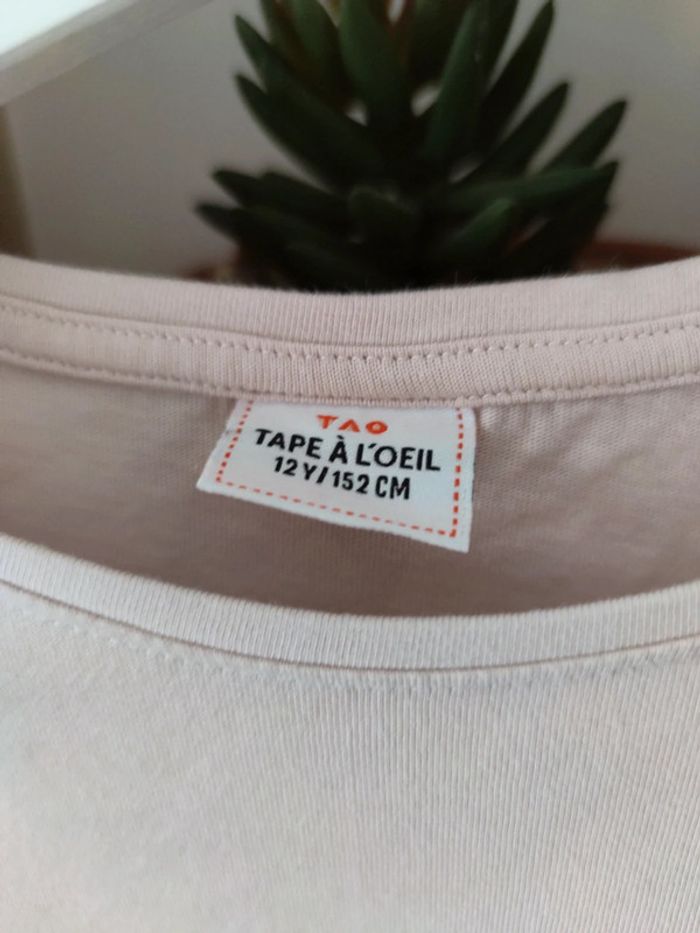 TAO
TAPE À L'OEIL
12 Y/152 CM